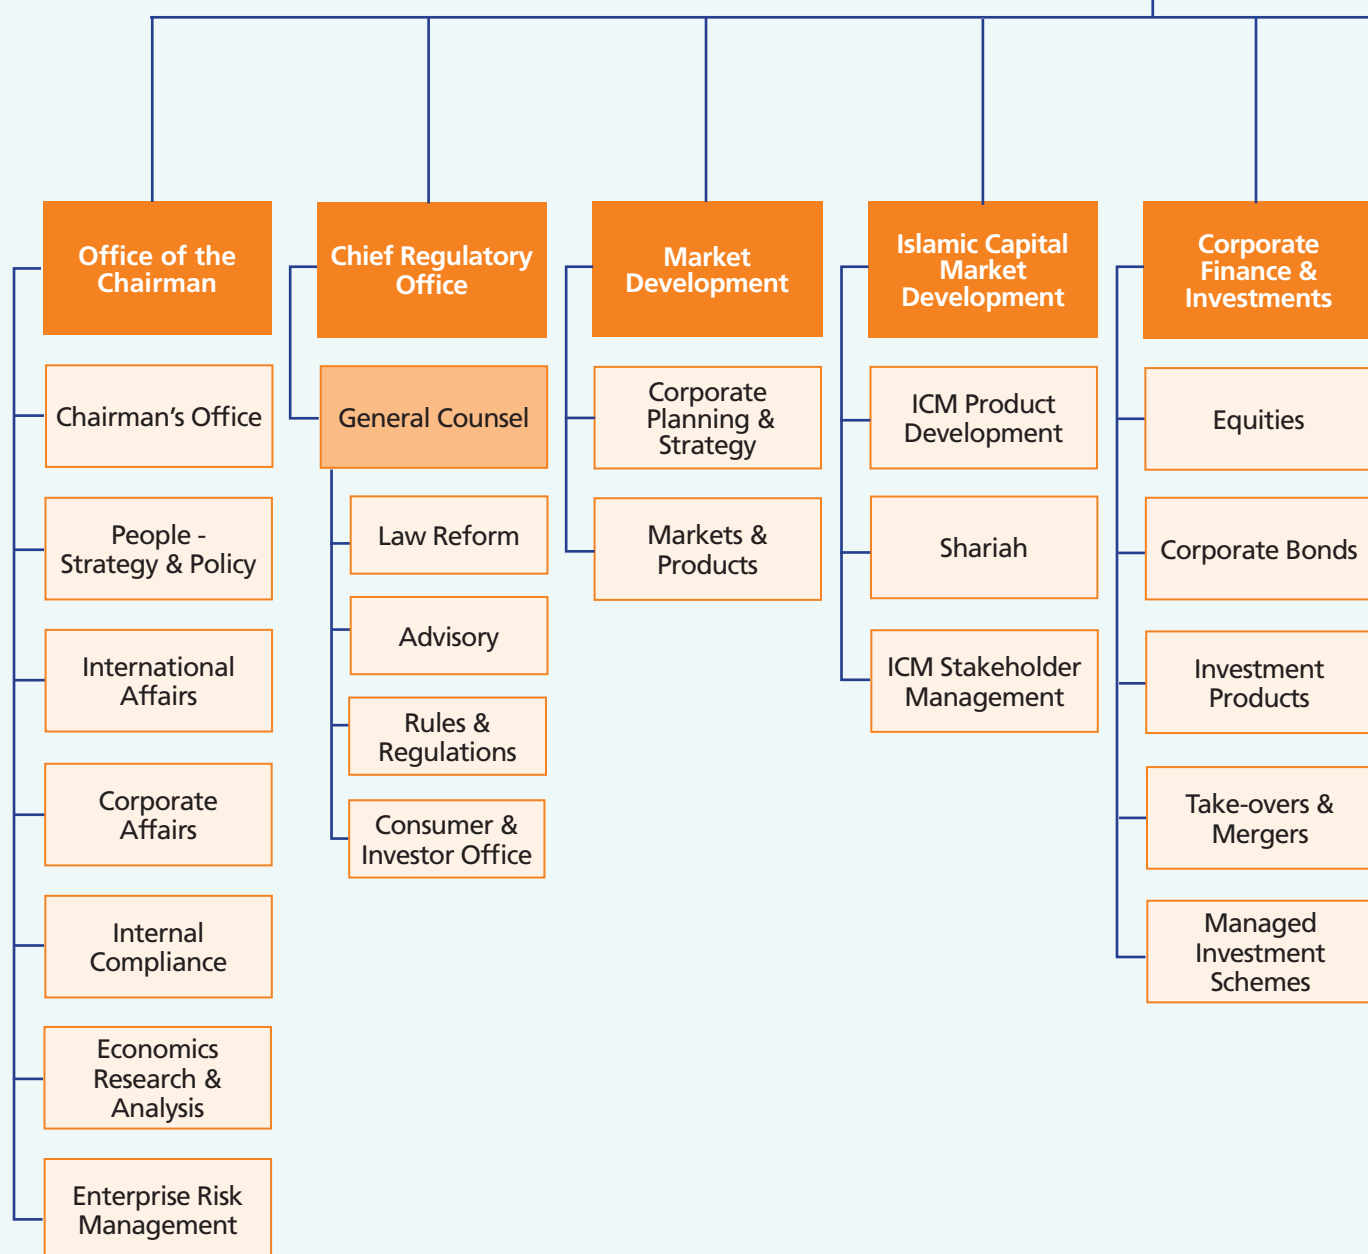 Office of the
Chairman
Chairman's Office
People -
Strategy & Policy
International
Affairs
Corporate
Affairs
Internal
Compliance
Economics
Research &
Analysis
Enterprise Risk
Management
Chief Regulatory
Office
General Counsel
Law Reform
Advisory
Rules &
Regulations
Consumer &
Investor Office
Market
Development
Corporate
Planning &
Strategy
Markets &
Products
Islamic Capital
Market
Development
ICM Product
Development
Shariah
ICM Stakeholder
Management
Corporate
Finance &
Investments
Equities
Corporate Bonds
Investment
Products
Take-overs &
Mergers
Managed
Investment
Schemes